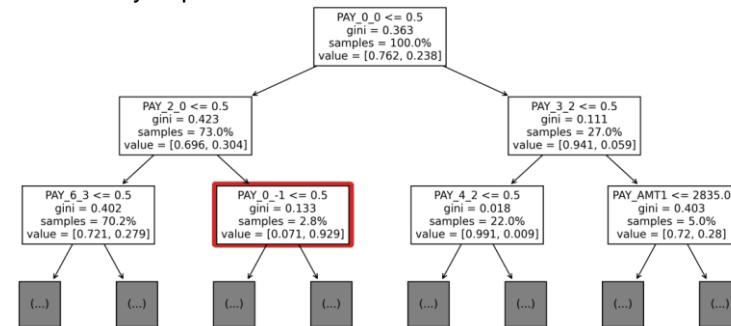 PAY_0_0 <= 0.5
gini = 0.363
samples = 100.0%
value = [0.762, 0.238]
PAY_2_0 <= 0.5
gini = 0.423
samples = 73.0%
value = [0.696, 0.304]
PAY_3_2 <= 0.5
gini = 0.111
samples = 27.0%
value = [0.941, 0.059]
PAY_6_3 <= 0.5
gini = 0.402
samples = 70.2%
value = [0.721, 0.279]
PAY_0_-1 <= 0.5
gini = 0.133
samples = 2.8%
value = [0.071, 0.929]
PAY_4_2 <= 0.5
gini = 0.018
samples = 22.0%
value = [0.991, 0.009]
PAY_AMT1 <= 2835.0
gini = 0.403
samples = 5.0%
value = [0.72, 0.28]
(...)
(...)
(...)
(...)
(...)
(...)
(...)
(...)